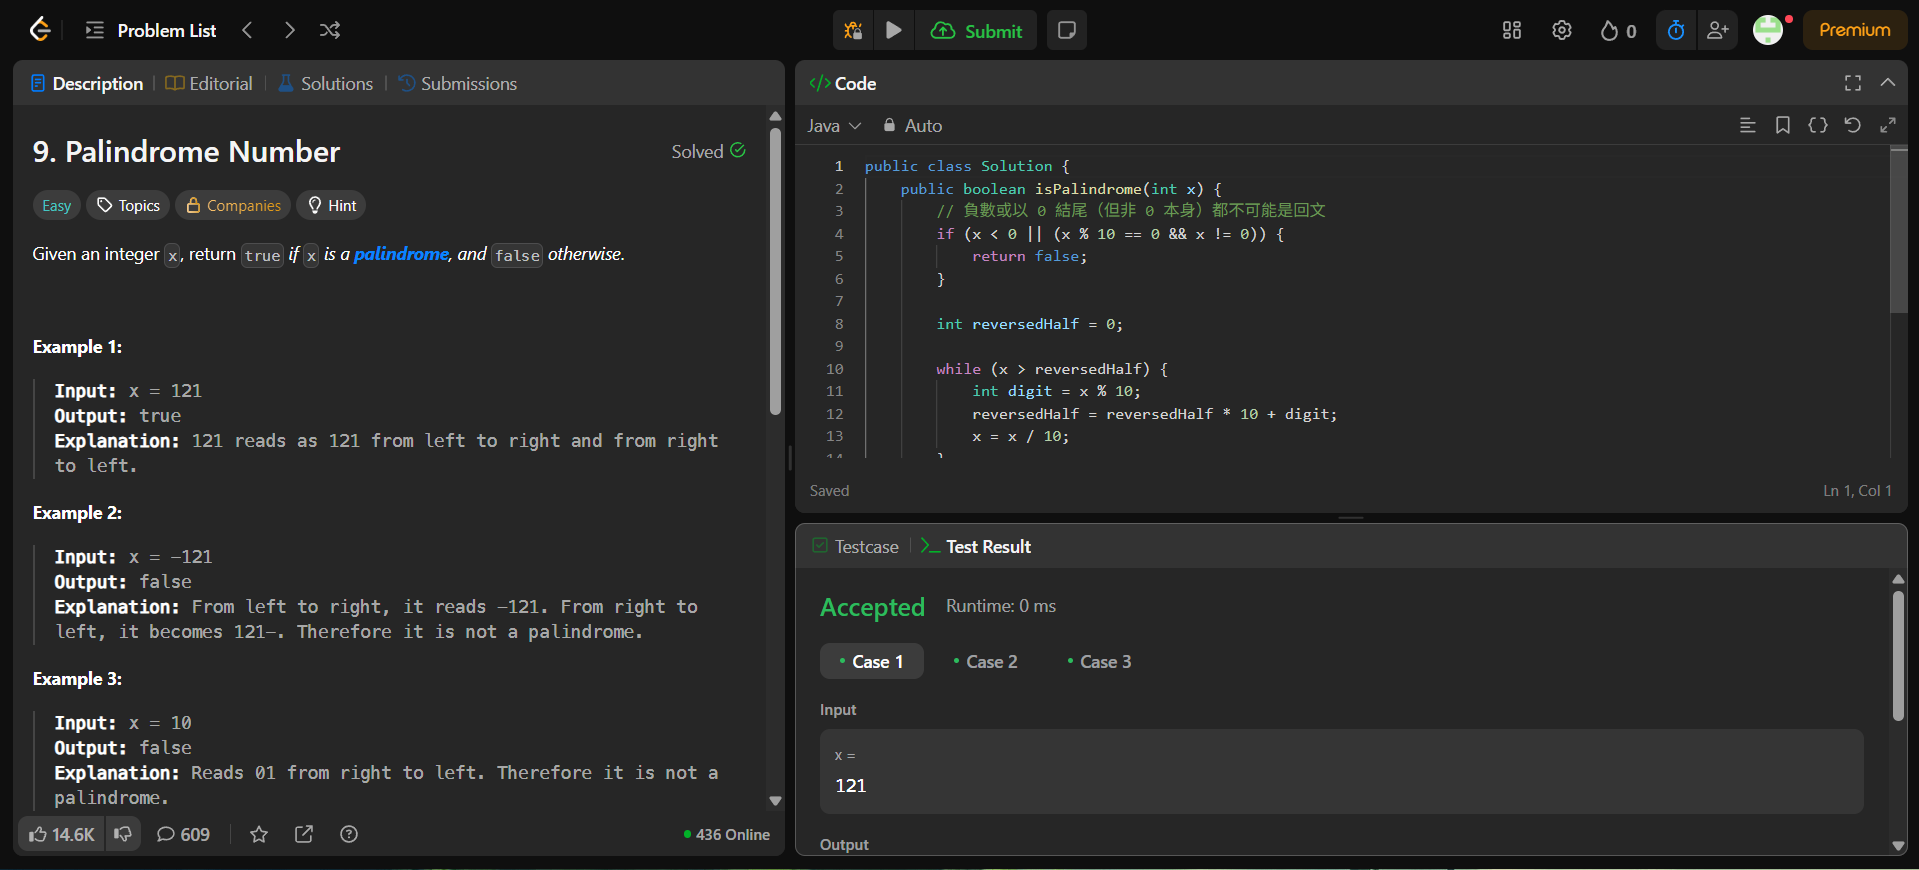 Problem List
Submit
0
Premium
Description
Editorial
Solutions
Submissions
9. Palindrome Number
Solved
Easy
Topics
Companies
Hint
Given an integer x, return true if x is a palindrome, and false otherwise.
Example 1:
Input: x = 121
Output: true
Explanation: 121 reads as 121 from left to right and from right
to left.
Example 2:
Input: x = -121
Output: false
Explanation: From left to right, it reads -121. From right to
left, it becomes 121-. Therefore it is not a palindrome.
Example 3:
Input: x = 10
Output: false
Explanation: Reads 01 from right to left. Therefore it is not a
palindrome.
14.6K
609
436 Online
</> Code
Java
Auto
1 public class Solution {
2 public boolean isPalindrome(int x) {
3 // 負數或以 0 結尾（但非 0 本身）都不可能是回文
4 if (x < 0 || (x % 10 == 0 && x != 0)) {
5 return false;
6 }
7
8 int reversedHalf = 0;
9
10 while (x > reversedHalf) {
11 int digit = x % 10;
12 reversedHalf = reversedHalf * 10 + digit;
13 x = x / 10;
14 }
Saved
Ln 1, Col 1
Testcase
Test Result
Accepted
Runtime: 0 ms
Case 1
Case 2
Case 3
Input
x =
121
Output